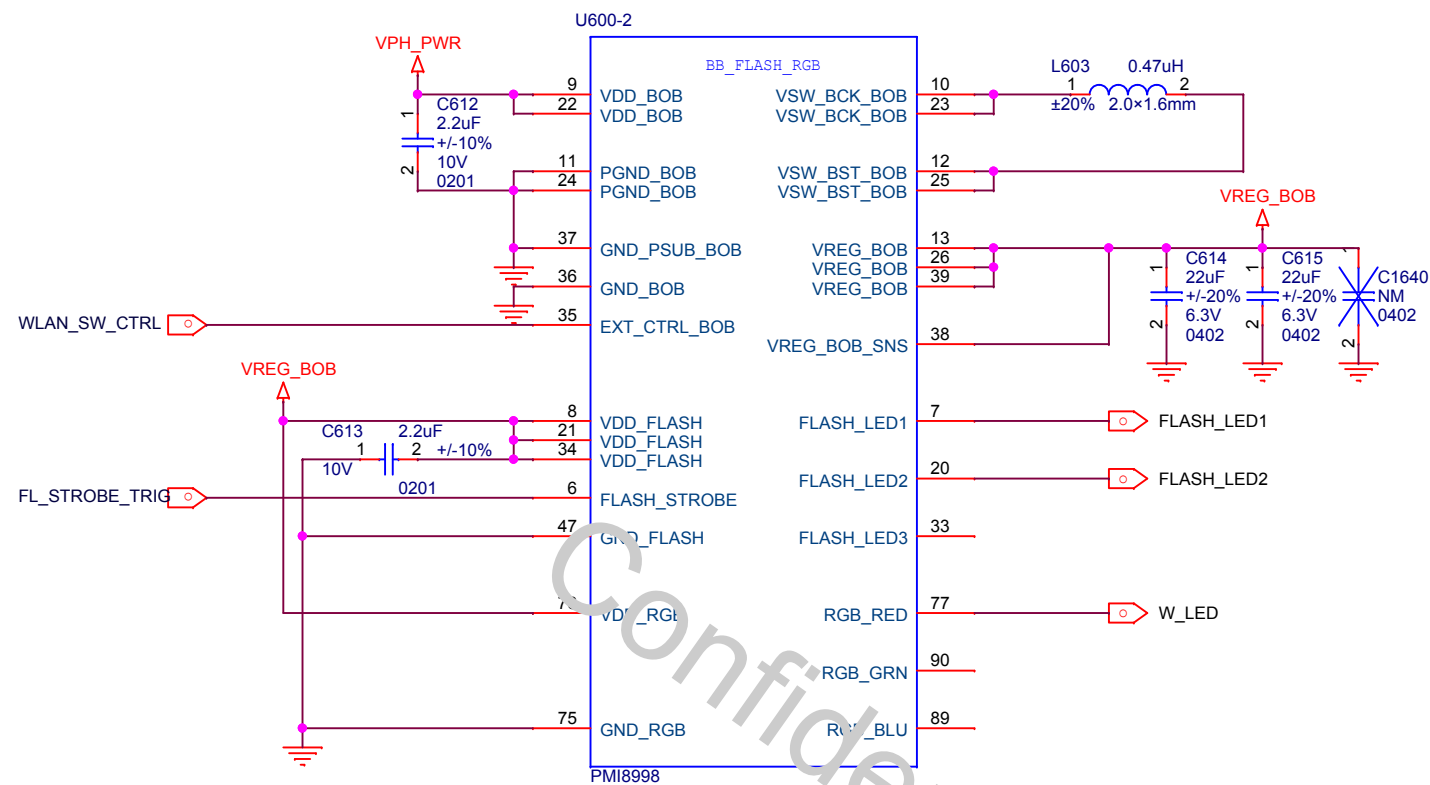 U600-2
VPH_PWR
BB_FLASH_RGB
9 VDD_BOB
22 VDD_BOB
C612
1
2.2uF
+/-10%
2
10V
0201
11 PGND_BOB
24 PGND_BOB
37 GND_PSUB_BOB
36 GND_BOB
WLAN_SW_CTRL
35 EXT_CTRL_BOB
VREG_BOB
8 VDD_FLASH
21 VDD_FLASH
34 VDD_FLASH
C613 2.2uF
1 2 +/-10%
10V
0201
FL_STROBE_TRIG
6 FLASH_STROBE
47 GND_FLASH
VDD_RGB
75 GND_RGB
PMI8998
VSW_BCK_BOB 10
VSW_BCK_BOB 23
L603 0.47uH
1 2
±20% 2.0×1.6mm
VSW_BST_BOB 12
VSW_BST_BOB 25
VREG_BOB
VREG_BOB 13
VREG_BOB 26
VREG_BOB 39
VREG_BOB_SNS 38
1
C614
22uF
+/-20%
6.3V
2
0402
1
C615
22uF
+/-20%
6.3V
2
0402
C1640
NM
0402
2
FLASH_LED1 7 FLASH_LED1
FLASH_LED2 20 FLASH_LED2
FLASH_LED3 33
RGB_RED 77 W_LED
RGB_GRN 90
RGB_BLU 89